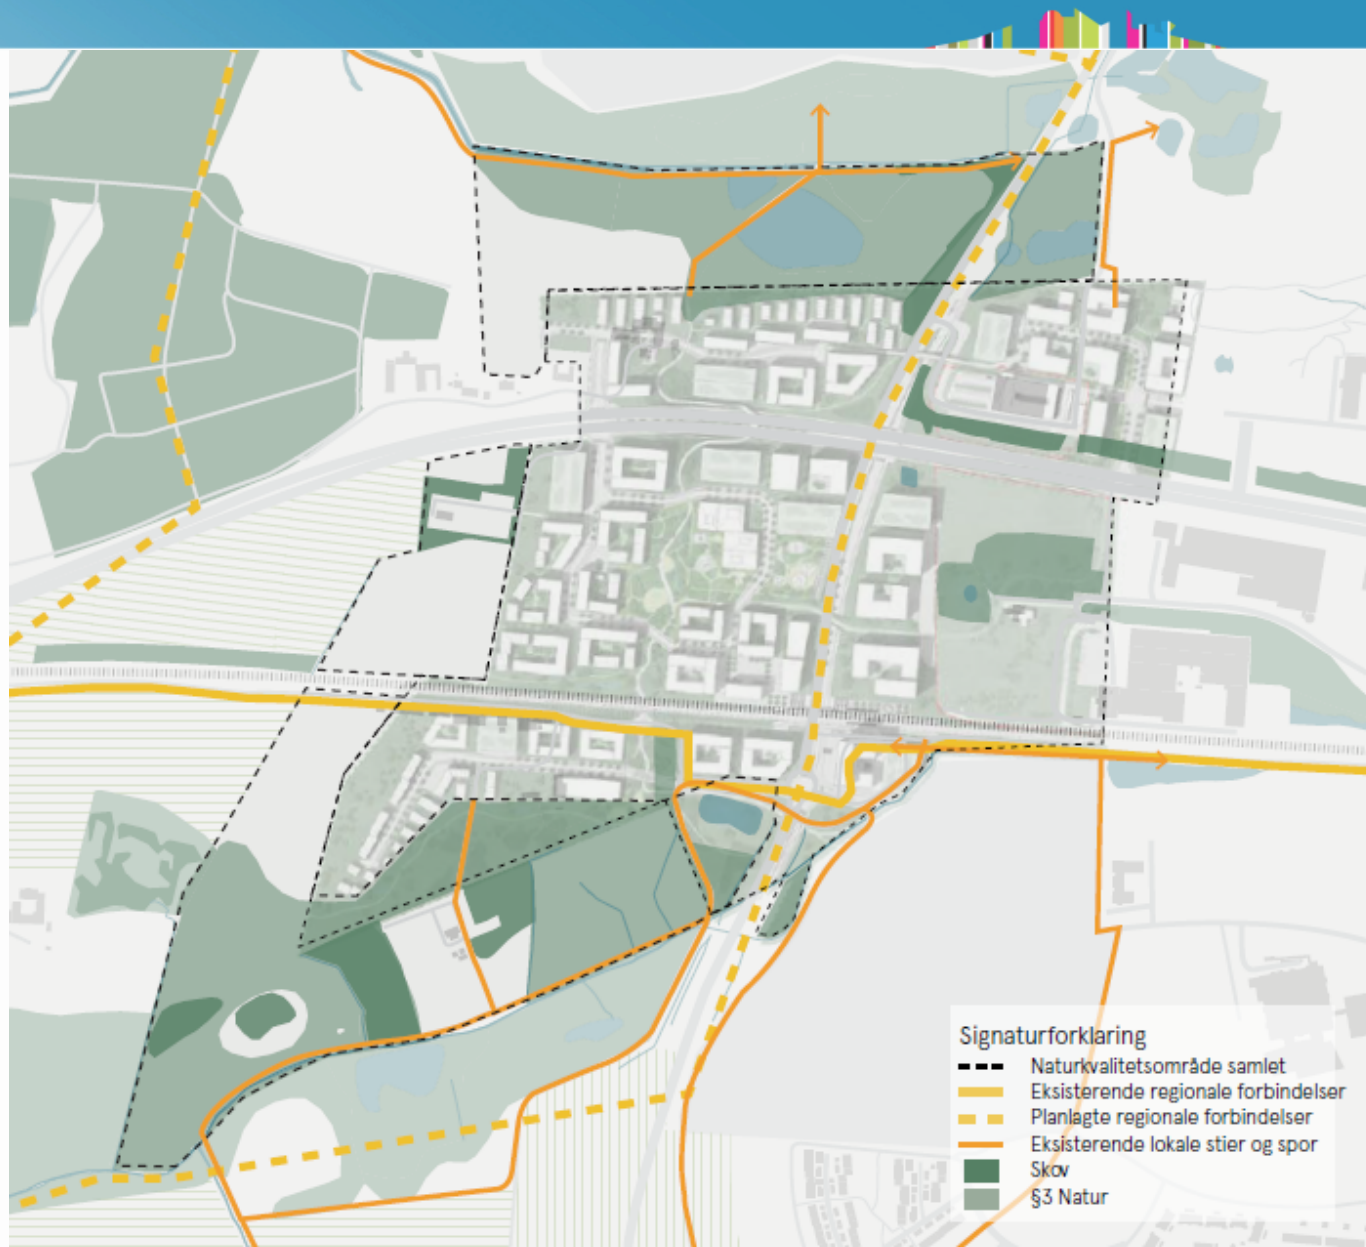 Signaturforklaring
Naturkvalitetsområde samlet
Eksisterende regionale forbindelser
Planlagte regionale forbindelser
Eksisterende lokale stier og spor
Skov
§3 Natur